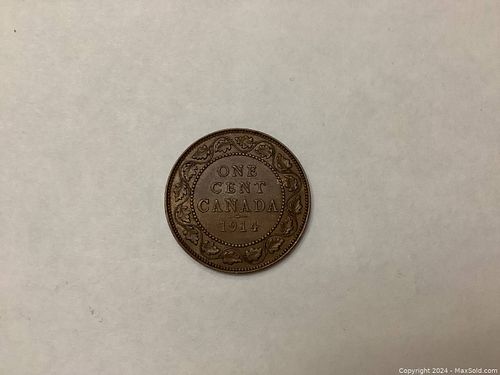 ONE
CENT
CANADA
1914
Copyright 2024 - MaxSold.com